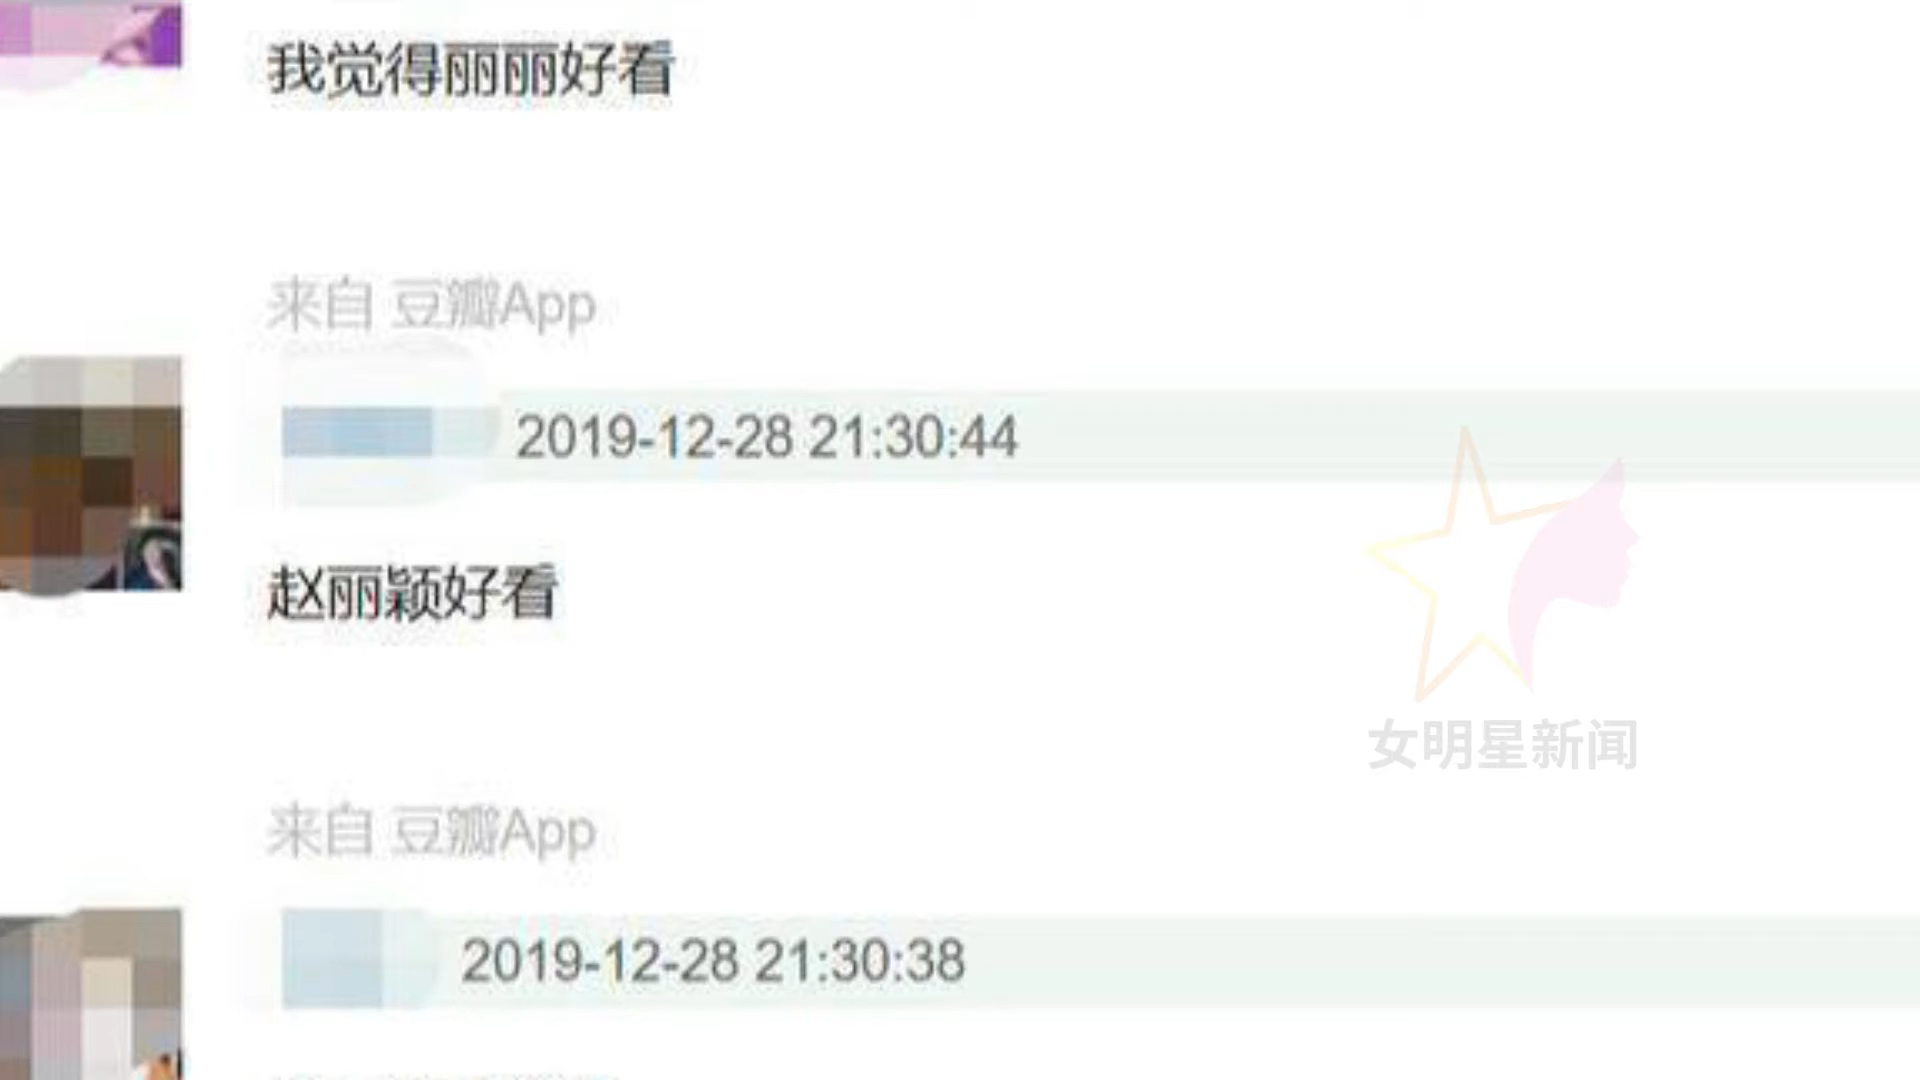 我觉得丽丽好看
来自 豆瓣App
2019-12-28 21:30:44
赵丽颖好看
女明星新闻
来自 豆瓣App
2019-12-28 21:30:38